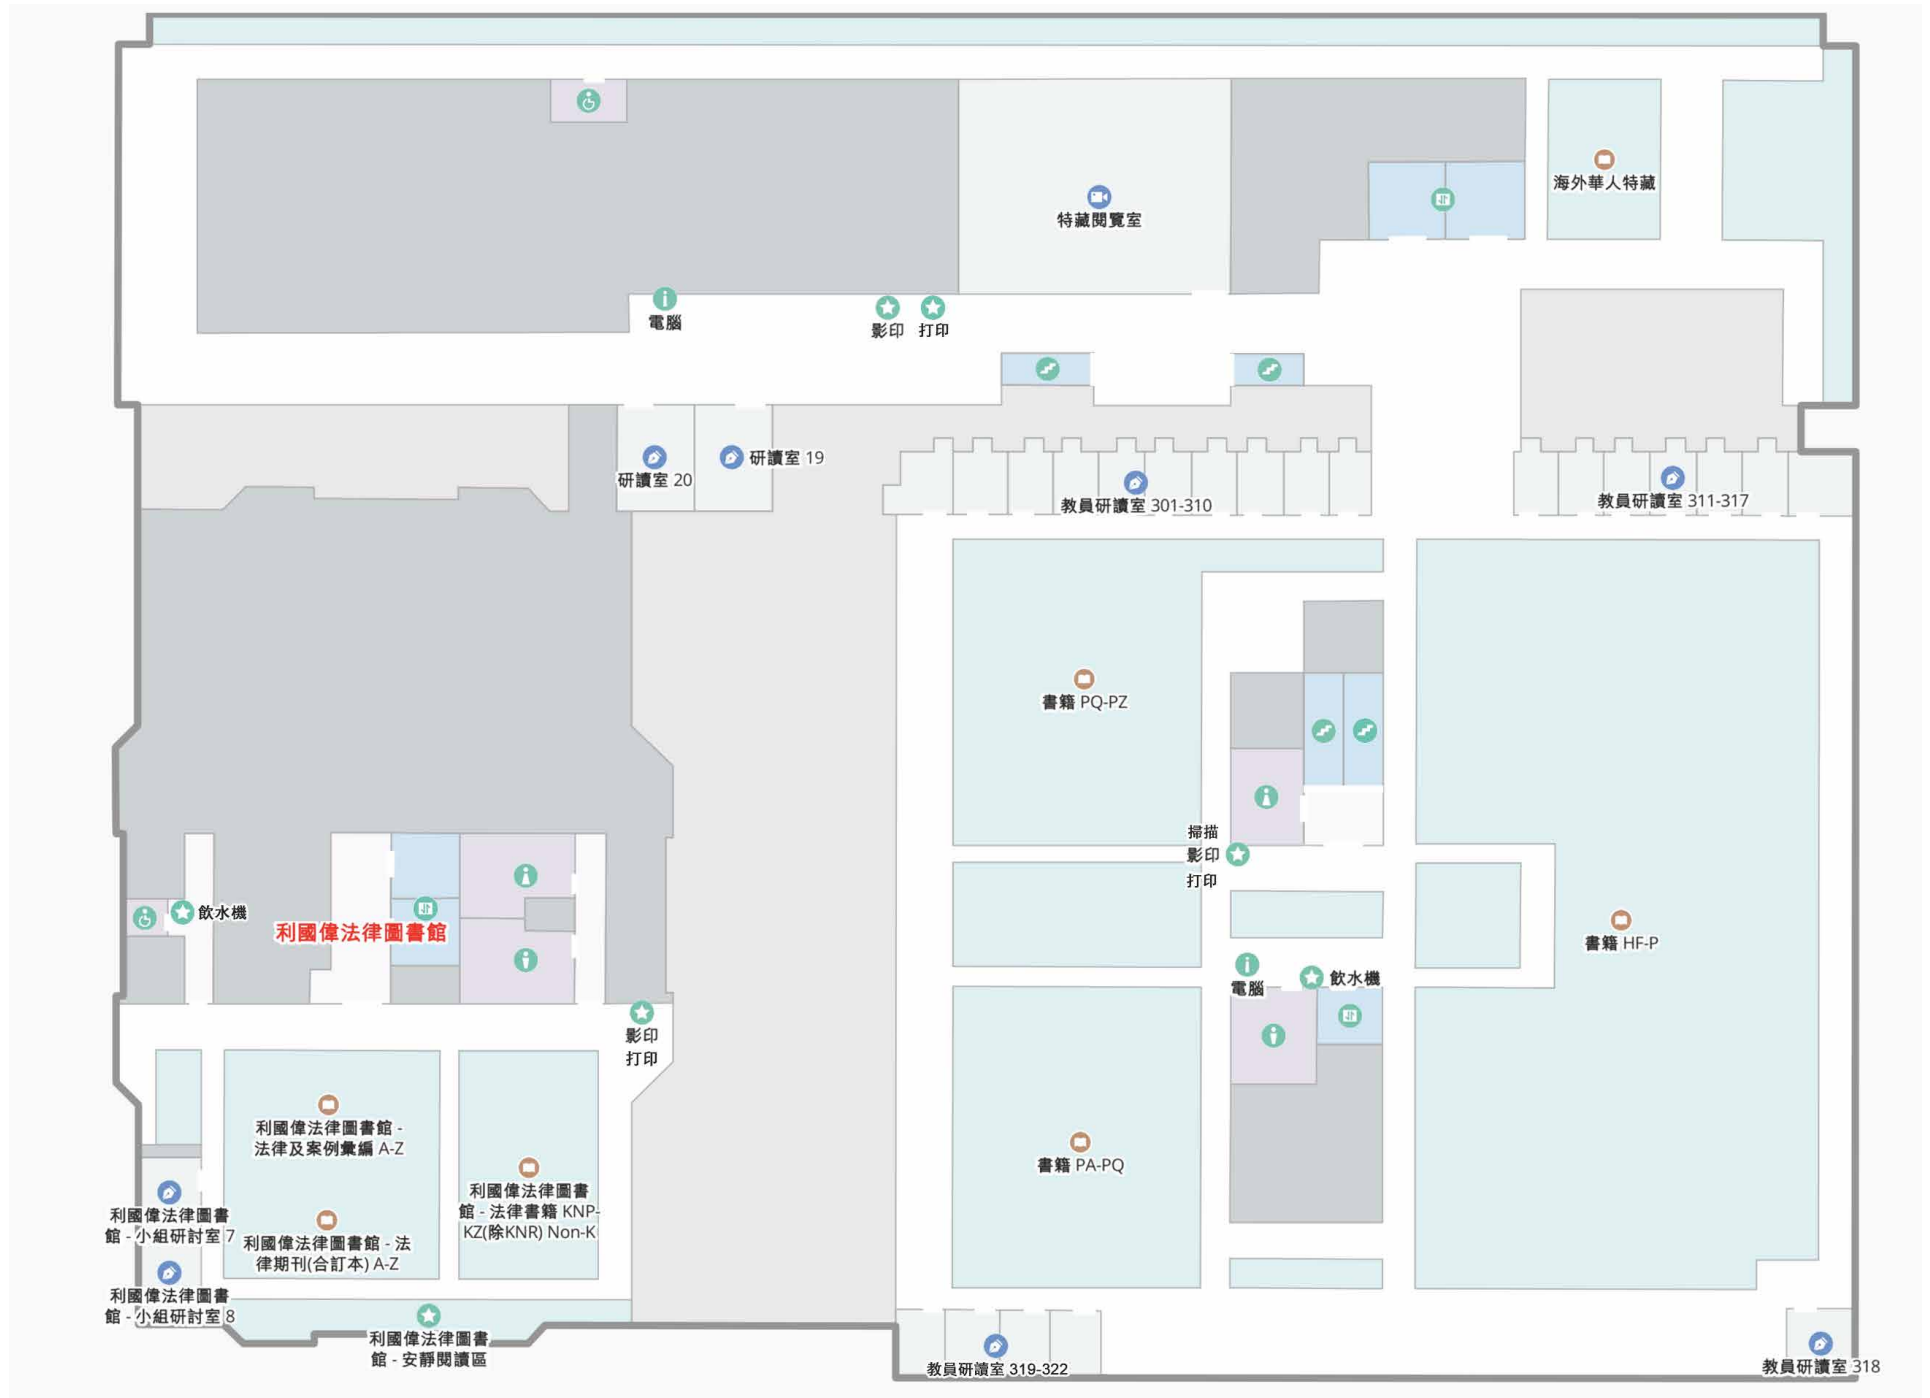 海外華人特藏
特藏閱覽室
電腦
影印
打印
研讀室 20
研讀室 19
教員研讀室 301-310
教員研讀室 311-317
書籍 PQ-PZ
掃描
影印
打印
飲水機
利國偉法律圖書館
書籍 HF-P
電腦
飲水機
影印
打印
利國偉法律圖書館 -
法律及案例彙編 A-Z
書籍 PA-PQ
利國偉法律圖書
館 - 法律書籍 KNP-
KZ(除KNR) Non-K
利國偉法律圖書
館 - 小組研討室 7
利國偉法律圖書館 - 法
律期刊(合訂本) A-Z
利國偉法律圖書
館 - 小組研討室 8
利國偉法律圖書
館 - 安靜閱讀區
教員研讀室 319-322
教員研讀室 318